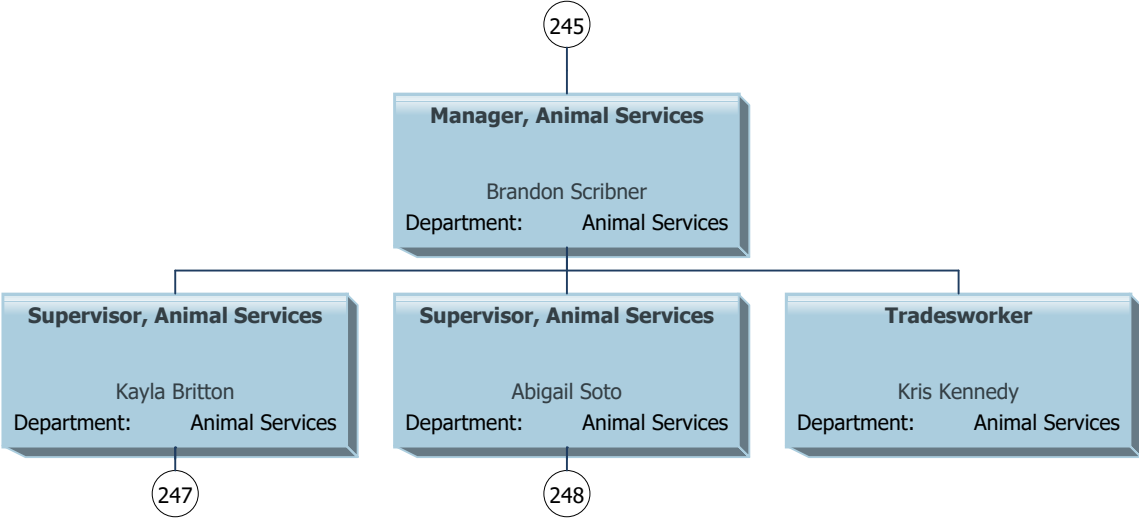 245
Manager, Animal Services
Brandon Scribner
Department: Animal Services
Supervisor, Animal Services
Kayla Britton
Department: Animal Services
247
Supervisor, Animal Services
Abigail Soto
Department: Animal Services
248
Tradesworker
Kris Kennedy
Department: Animal Services